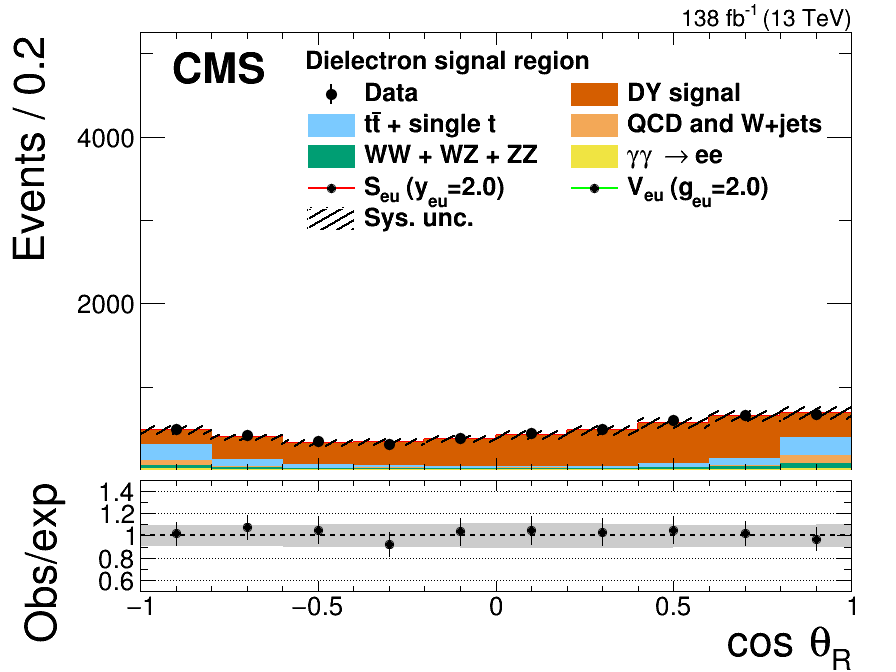 138 fb⁻¹ (13 TeV)
CMS
Dielectron signal region
Data
DY signal
tt̄ + single t
QCD and W+jets
WW + WZ + ZZ
γγ → ee
S_eu (y_eu=2.0)
V_eu (g_eu=2.0)
Sys. unc.
Events / 0.2
4000
2000
Obs/exp
1.4
1.2
1
0.8
0.6
−1 −0.5 0 0.5 1
cos θ_R